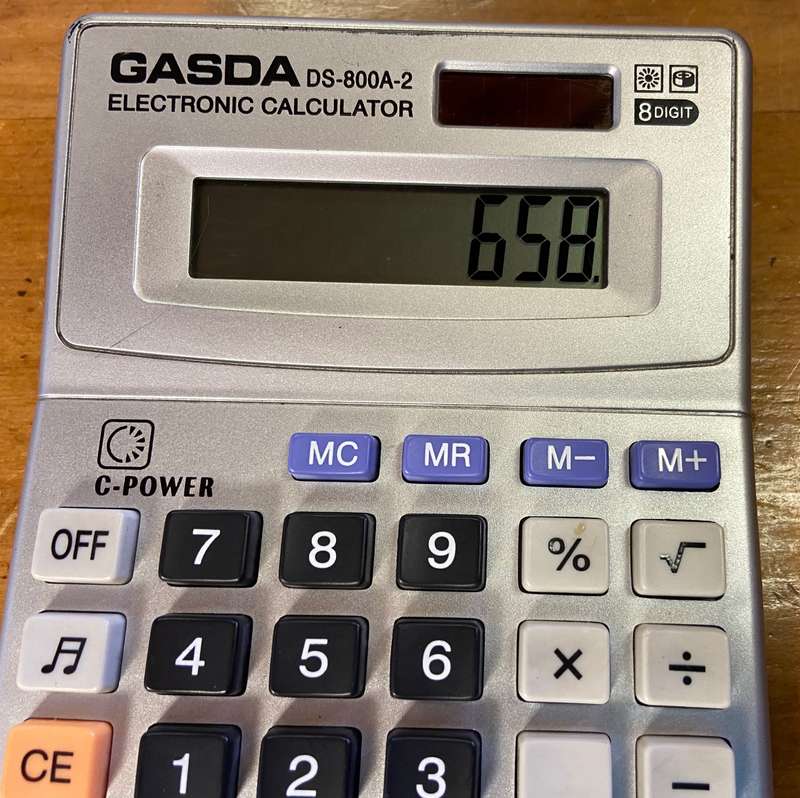 GASDA DS-800A-2
ELECTRONIC CALCULATOR
8 DIGIT
658.
C-POWER
MC MR M− M+
OFF 7 8 9 % √
4 5 6 × ÷
CE 1 2 3 −